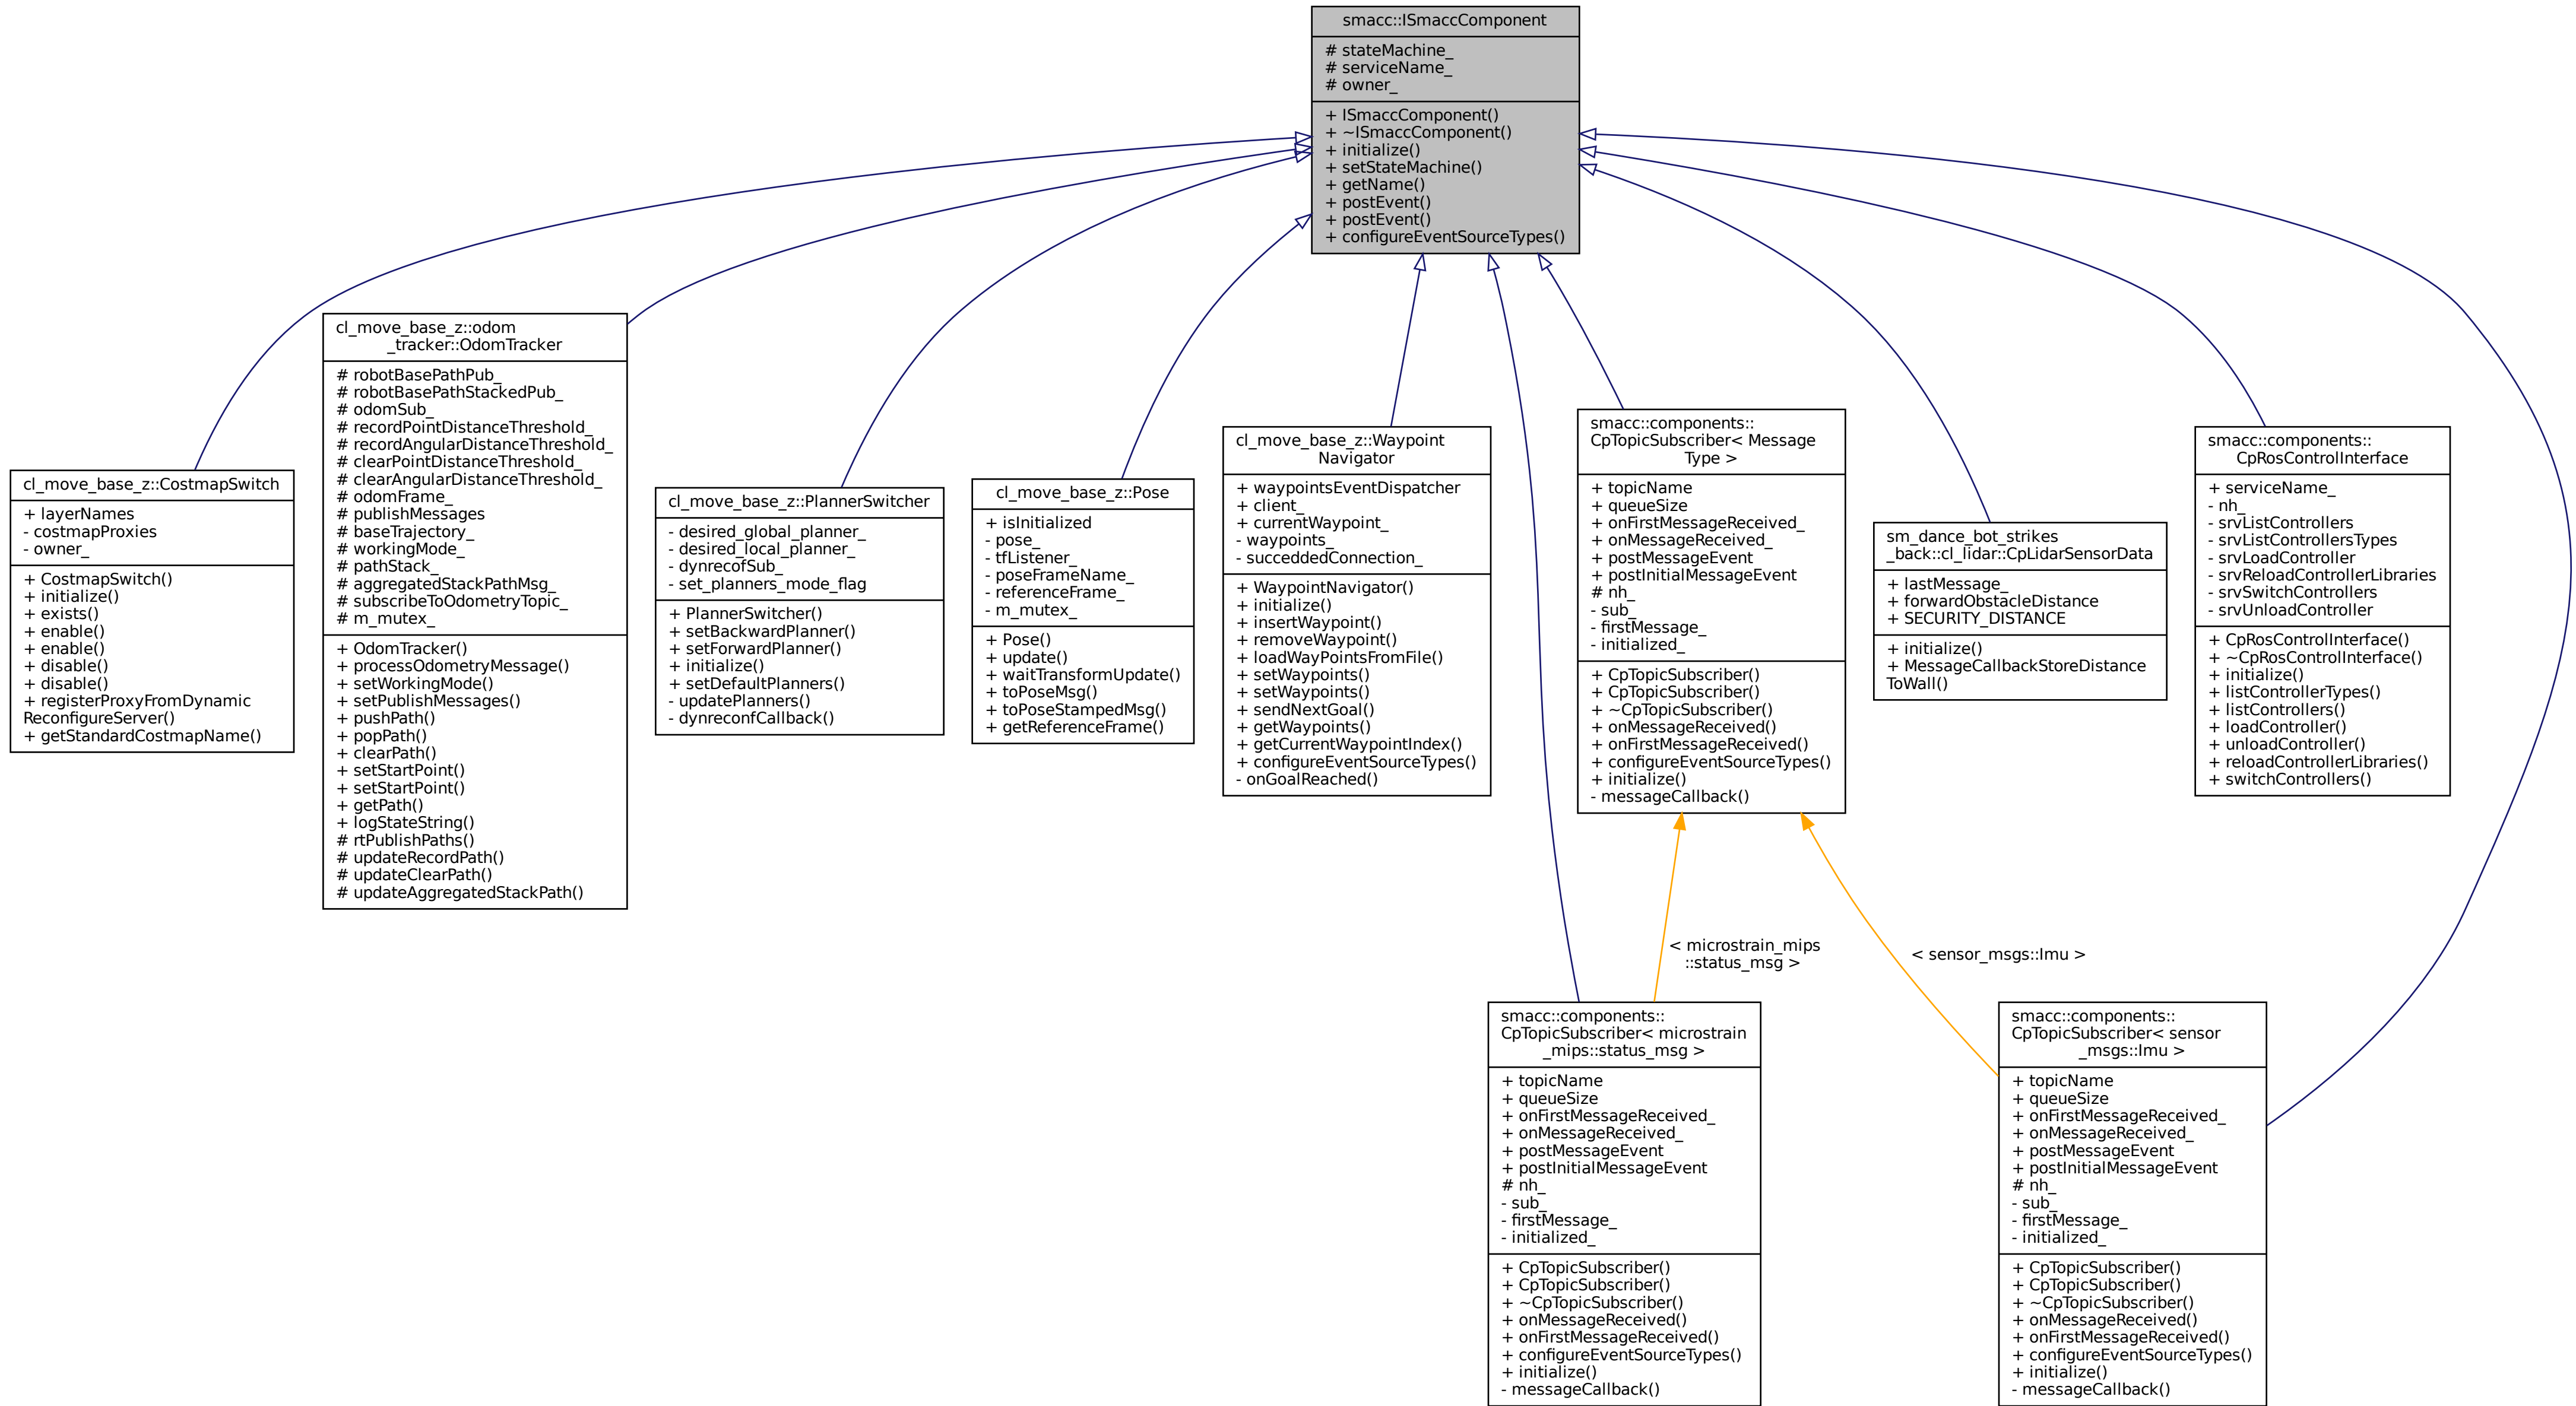 smacc::ISmaccComponent
# stateMachine_
# serviceName_
# owner_
+ ISmaccComponent()
+ ~ISmaccComponent()
+ initialize()
+ setStateMachine()
+ getName()
+ postEvent()
+ postEvent()
+ configureEventSourceTypes()
cl_move_base_z::CostmapSwitch
+ layerNames
- costmapProxies
- owner_
+ CostmapSwitch()
+ initialize()
+ exists()
+ enable()
+ enable()
+ disable()
+ disable()
+ registerProxyFromDynamic
ReconfigureServer()
+ getStandardCostmapName()
cl_move_base_z::odom
_tracker::OdomTracker
# robotBasePathPub_
# robotBasePathStackedPub_
# odomSub_
# recordPointDistanceThreshold_
# recordAngularDistanceThreshold_
# clearPointDistanceThreshold_
# clearAngularDistanceThreshold_
# odomFrame_
# publishMessages
# baseTrajectory_
# workingMode_
# pathStack_
# aggregatedStackPathMsg_
# subscribeToOdometryTopic_
# m_mutex_
+ OdomTracker()
+ processOdometryMessage()
+ setWorkingMode()
+ setPublishMessages()
+ pushPath()
+ popPath()
+ clearPath()
+ setStartPoint()
+ setStartPoint()
+ getPath()
+ logStateString()
# rtPublishPaths()
# updateRecordPath()
# updateClearPath()
# updateAggregatedStackPath()
cl_move_base_z::PlannerSwitcher
- desired_global_planner_
- desired_local_planner_
- dynrecofSub_
- set_planners_mode_flag
+ PlannerSwitcher()
+ setBackwardPlanner()
+ setForwardPlanner()
+ initialize()
+ setDefaultPlanners()
- updatePlanners()
- dynreconfCallback()
cl_move_base_z::Pose
+ isInitialized
- pose_
- tfListener_
- poseFrameName_
- referenceFrame_
- m_mutex_
+ Pose()
+ update()
+ waitTransformUpdate()
+ toPoseMsg()
+ toPoseStampedMsg()
+ getReferenceFrame()
cl_move_base_z::Waypoint
Navigator
+ waypointsEventDispatcher
+ client_
+ currentWaypoint_
- waypoints_
- succeddedConnection_
+ WaypointNavigator()
+ initialize()
+ insertWaypoint()
+ removeWaypoint()
+ loadWayPointsFromFile()
+ setWaypoints()
+ setWaypoints()
+ sendNextGoal()
+ getWaypoints()
+ getCurrentWaypointIndex()
+ configureEventSourceTypes()
- onGoalReached()
smacc::components::
CpTopicSubscriber< Message
Type >
+ topicName
+ queueSize
+ onFirstMessageReceived_
+ onMessageReceived_
+ postMessageEvent
+ postInitialMessageEvent
# nh_
- sub_
- firstMessage_
- initialized_
+ CpTopicSubscriber()
+ CpTopicSubscriber()
+ ~CpTopicSubscriber()
+ onMessageReceived()
+ onFirstMessageReceived()
+ configureEventSourceTypes()
+ initialize()
- messageCallback()
sm_dance_bot_strikes
_back::cl_lidar::CpLidarSensorData
+ lastMessage_
+ forwardObstacleDistance
+ SECURITY_DISTANCE
+ initialize()
+ MessageCallbackStoreDistance
ToWall()
smacc::components::
CpRosControlInterface
+ serviceName_
- nh_
- srvListControllers
- srvListControllersTypes
- srvLoadController
- srvReloadControllerLibraries
- srvSwitchControllers
- srvUnloadController
+ CpRosControlInterface()
+ ~CpRosControlInterface()
+ initialize()
+ listControllerTypes()
+ listControllers()
+ loadController()
+ unloadController()
+ reloadControllerLibraries()
+ switchControllers()
< microstrain_mips
::status_msg >
< sensor_msgs::Imu >
smacc::components::
CpTopicSubscriber< microstrain
_mips::status_msg >
+ topicName
+ queueSize
+ onFirstMessageReceived_
+ onMessageReceived_
+ postMessageEvent
+ postInitialMessageEvent
# nh_
- sub_
- firstMessage_
- initialized_
+ CpTopicSubscriber()
+ CpTopicSubscriber()
+ ~CpTopicSubscriber()
+ onMessageReceived()
+ onFirstMessageReceived()
+ configureEventSourceTypes()
+ initialize()
- messageCallback()
smacc::components::
CpTopicSubscriber< sensor
_msgs::Imu >
+ topicName
+ queueSize
+ onFirstMessageReceived_
+ onMessageReceived_
+ postMessageEvent
+ postInitialMessageEvent
# nh_
- sub_
- firstMessage_
- initialized_
+ CpTopicSubscriber()
+ CpTopicSubscriber()
+ ~CpTopicSubscriber()
+ onMessageReceived()
+ onFirstMessageReceived()
+ configureEventSourceTypes()
+ initialize()
- messageCallback()